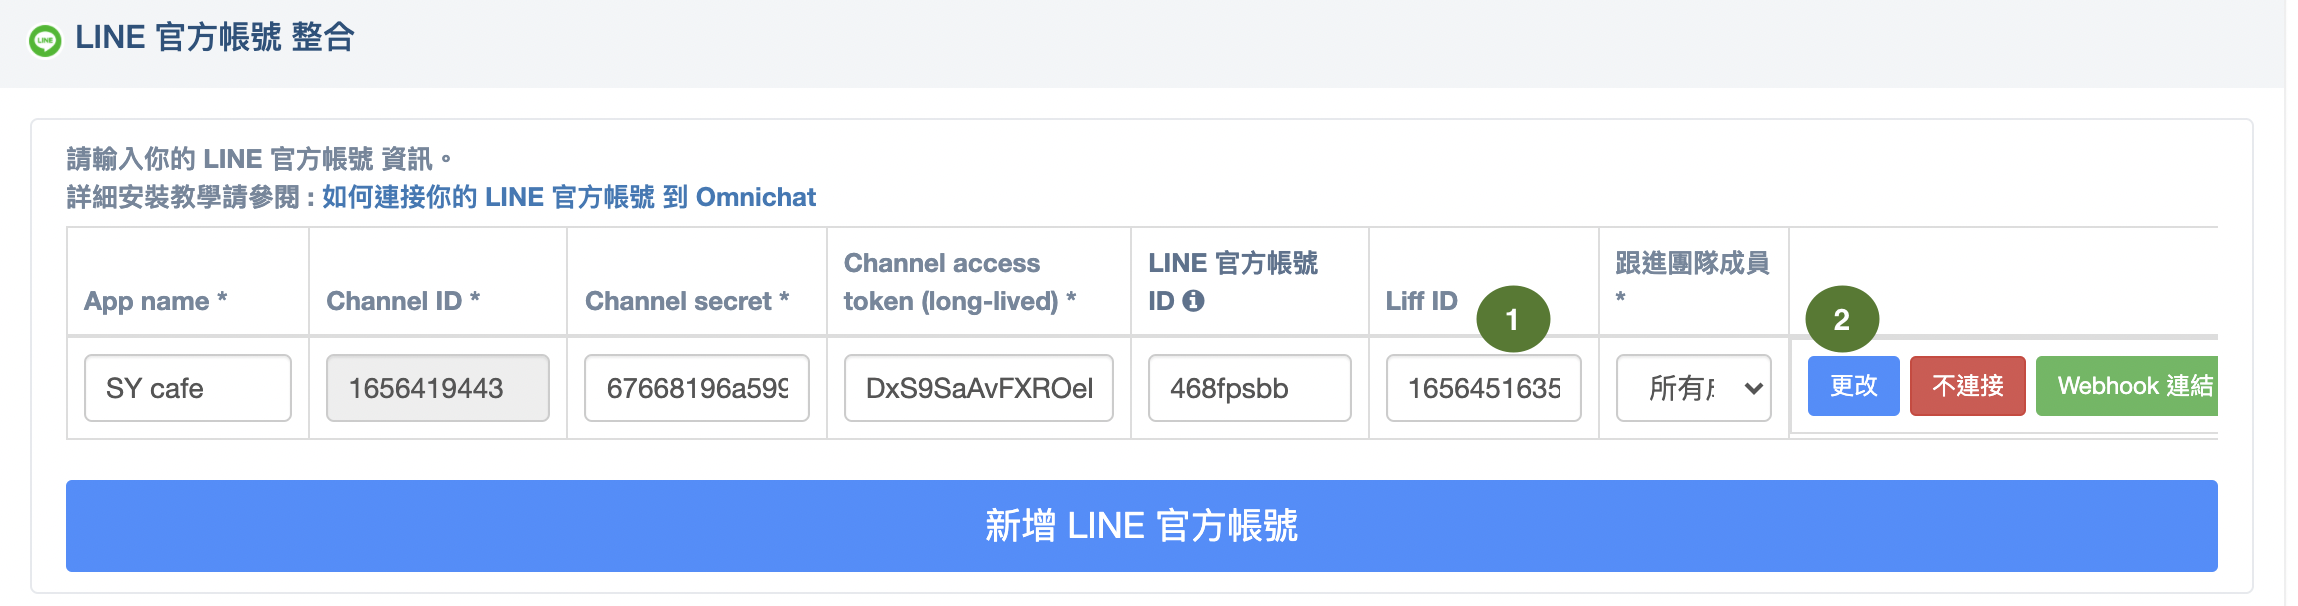 LINE
LINE 官方帳號 整合
請輸入你的 LINE 官方帳號 資訊。
詳細安裝教學請參閱 : 如何連接你的 LINE 官方帳號 到 Omnichat
App name *
Channel ID *
Channel secret *
Channel access
token (long-lived) *
LINE 官方帳號
ID
Liff ID
1
跟進團隊成員
*
2
SY cafe
1656419443
67668196a599
DxS9SaAvFXROel
468fpsbb
1656451635
所有
更改
不連接
Webhook 連結
新增 LINE 官方帳號